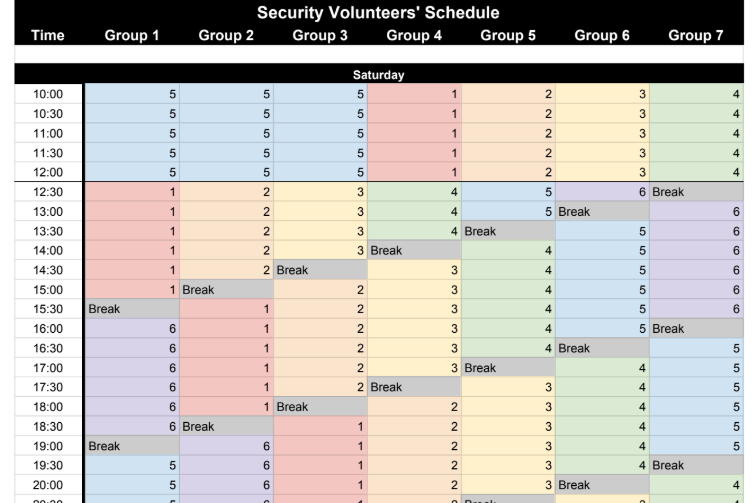 Security Volunteers' Schedule
Time Group 1 Group 2 Group 3 Group 4 Group 5 Group 6 Group 7
Saturday
10:00 5 5 5 1 2 3 4
10:30 5 5 5 1 2 3 4
11:00 5 5 5 1 2 3 4
11:30 5 5 5 1 2 3 4
12:00 5 5 5 1 2 3 4
12:30 1 2 3 4 5 6 Break
13:00 1 2 3 4 5 Break 6
13:30 1 2 3 4 Break 5 6
14:00 1 2 3 Break 4 5 6
14:30 1 2 Break 3 4 5 6
15:00 1 Break 2 3 4 5 6
15:30 Break 1 2 3 4 5 6
16:00 6 1 2 3 4 5 Break
16:30 6 1 2 3 4 Break 5
17:00 6 1 2 3 Break 4 5
17:30 6 1 2 Break 3 4 5
18:00 6 1 Break 2 3 4 5
18:30 6 Break 1 2 3 4 5
19:00 Break 6 1 2 3 4 5
19:30 5 6 1 2 3 4 Break
20:00 5 6 1 2 3 Break 4